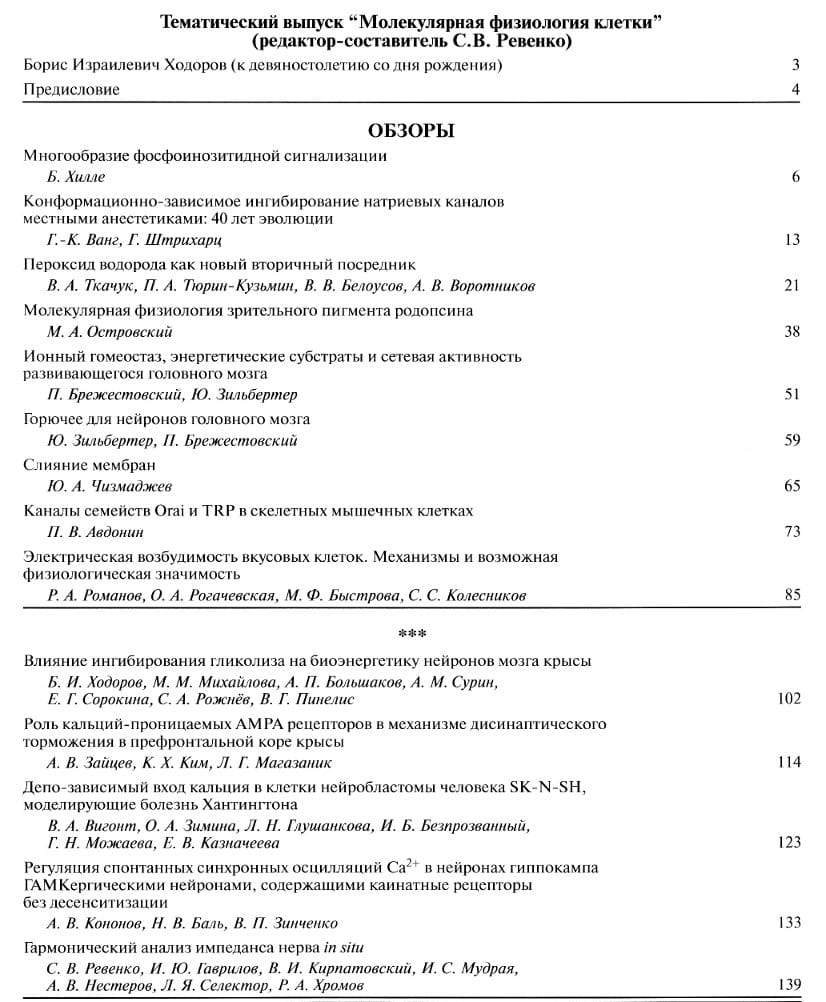 Тематический выпуск “Молекулярная физиология клетки”
(редактор-составитель С.В. Ревенко)
Борис Израилевич Ходоров (к девяностолетию со дня рождения) 3
Предисловие 4
ОБЗОРЫ
Многообразие фосфоинозитидной сигнализации
Б. Хилле 6
Конформационно-зависимое ингибирование натриевых каналов
местными анестетиками: 40 лет эволюции
Г.-К. Ванг, Г. Штрихарц 13
Пероксид водорода как новый вторичный посредник
В. А. Ткачук, П. А. Тюрин-Кузьмин, В. В. Белоусов, А. В. Воротников 21
Молекулярная физиология зрительного пигмента родопсина
М. А. Островский 38
Ионный гомеостаз, энергетические субстраты и сетевая активность
развивающегося головного мозга
П. Брежестовский, Ю. Зильбертер 51
Горючее для нейронов головного мозга
Ю. Зильбертер, П. Брежестовский 59
Слияние мембран
Ю. А. Чизмаджев 65
Каналы семейств Orai и TRP в скелетных мышечных клетках
П. В. Авдонин 73
Электрическая возбудимость вкусовых клеток. Механизмы и возможная
физиологическая значимость
Р. А. Романов, О. А. Рогачевская, М. Ф. Быстрова, С. С. Колесников 85
***
Влияние ингибирования гликолиза на биоэнергетику нейронов мозга крысы
Б. И. Ходоров, М. М. Михайлова, А. П. Большаков, А. М. Сурин,
Е. Г. Сорокина, С. А. Рожнёв, В. Г. Пинелис 102
Роль кальций-проницаемых AMPA рецепторов в механизме дисинаптического
торможения в префронтальной коре крысы
А. В. Зайцев, К. Х. Ким, Л. Г. Магазаник 114
Депо-зависимый вход кальция в клетки нейробластомы человека SK-N-SH,
моделирующие болезнь Хантингтона
В. А. Вигонт, О. А. Зимина, Л. Н. Глушанкова, И. Б. Безпрозванный,
Г. Н. Можаева, Е. В. Казначеева 123
Регуляция спонтанных синхронных осцилляций Ca²⁺ в нейронах гиппокампа
ГАМКергическими нейронами, содержащими каинатные рецепторы
без десенситизации
А. В. Кононов, Н. В. Баль, В. П. Зинченко 133
Гармонический анализ импеданса нерва in situ
С. В. Ревенко, И. Ю. Гаврилов, В. И. Кирпатовский, И. С. Мудрая,
А. В. Нестеров, Л. Я. Селектор, Р. А. Хромов 139